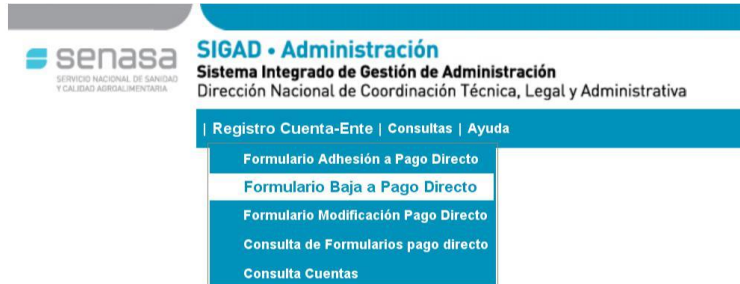 senasa
SERVICIO NACIONAL DE SANIDAD
Y CALIDAD AGROALIMENTARIA
SIGAD • Administración
Sistema Integrado de Gestión de Administración
Dirección Nacional de Coordinación Técnica, Legal y Administrativa
| Registro Cuenta-Ente | Consultas | Ayuda
Formulario Adhesión a Pago Directo
Formulario Baja a Pago Directo
Formulario Modificación Pago Directo
Consulta de Formularios pago directo
Consulta Cuentas